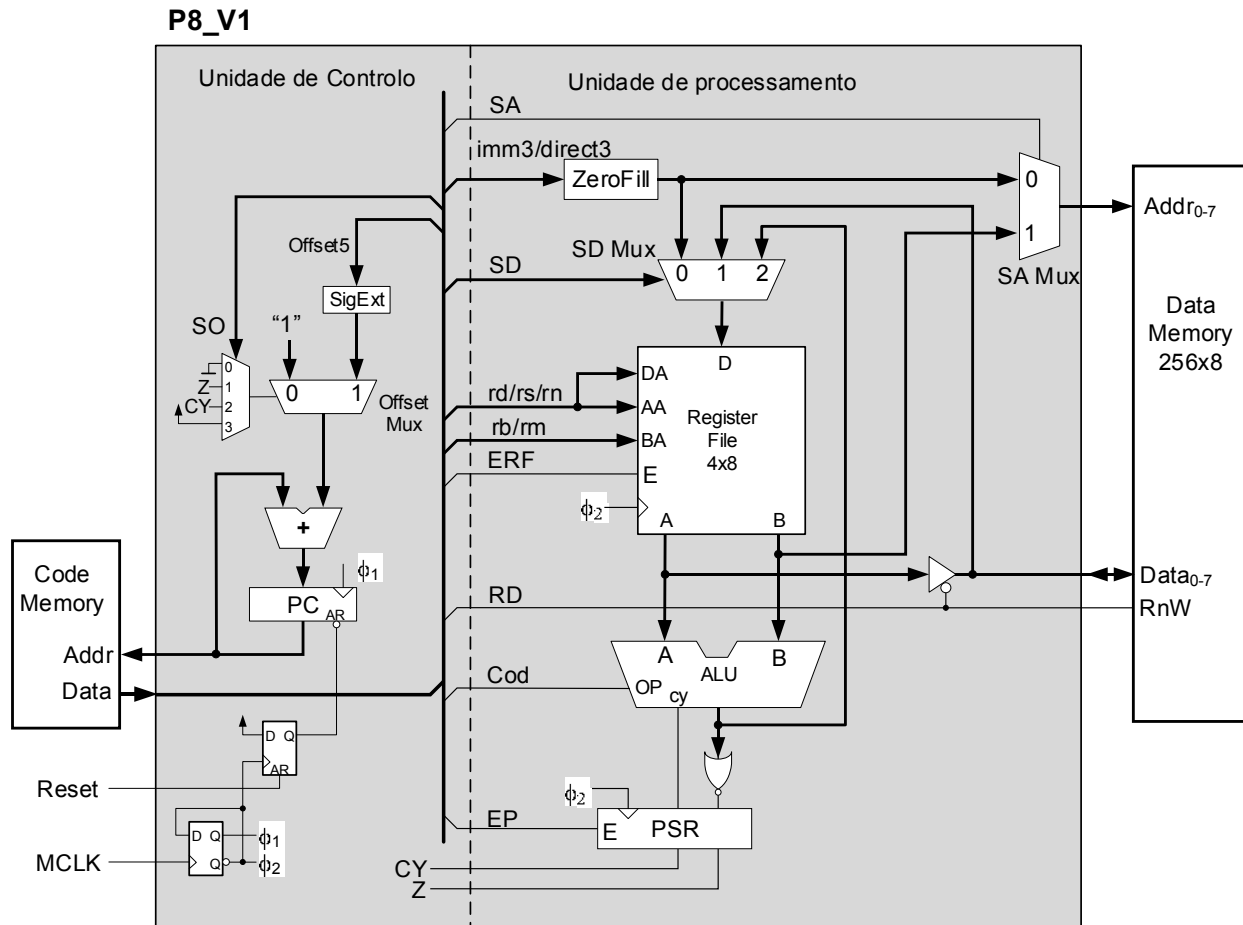 P8_V1
Unidade de Controlo
Unidade de processamento
SA
imm3/direct3
ZeroFill
0
1
SA Mux
Addr0-7
Data
Memory
256x8
Data0-7
RnW
Offset5
SigExt
SD Mux
SD
0 1 2
SO
"1"
0
1
2
3
Z
CY
0 1
Offset
Mux
D
DA
AA
BA
E
Register
File
4x8
A
B
rd/rs/rn
rb/rm
ERF
ϕ2
+
ϕ1
PC
AR
Code
Memory
Addr
Data
RD
A
B
ALU
OP
cy
Cod
D Q
AR
Reset
D Q
Q
ϕ1
ϕ2
MCLK
ϕ2
EP
E
PSR
CY
Z